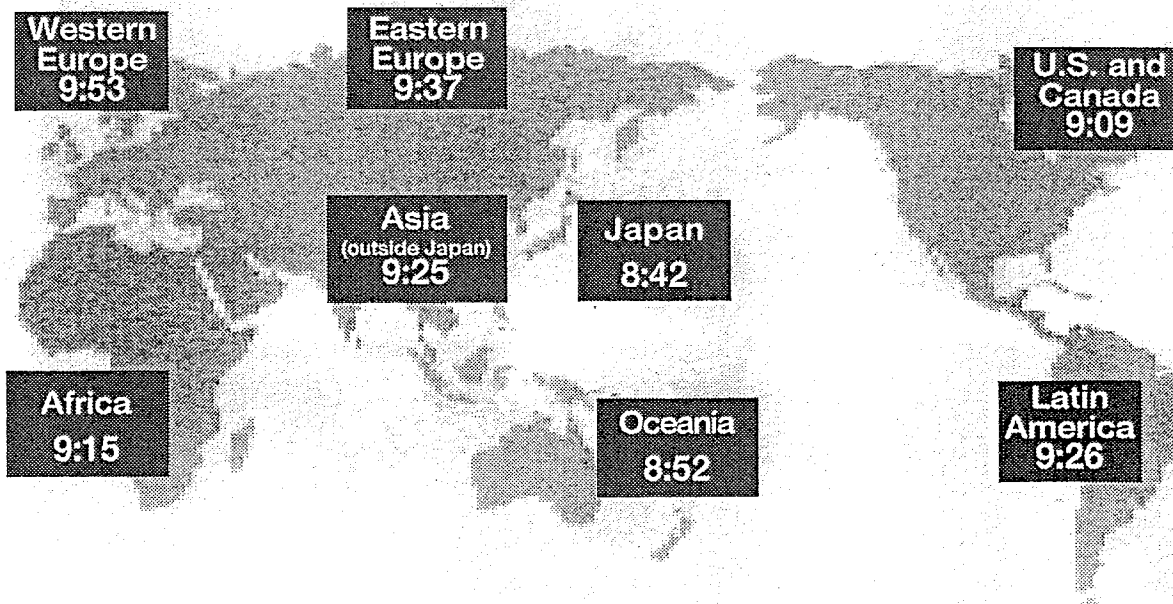 Western
Europe
9:53
Eastern
Europe
9:37
U.S. and
Canada
9:09
Asia
(outside Japan)
9:25
Japan
8:42
Africa
9:15
Oceania
8:52
Latin
America
9:26